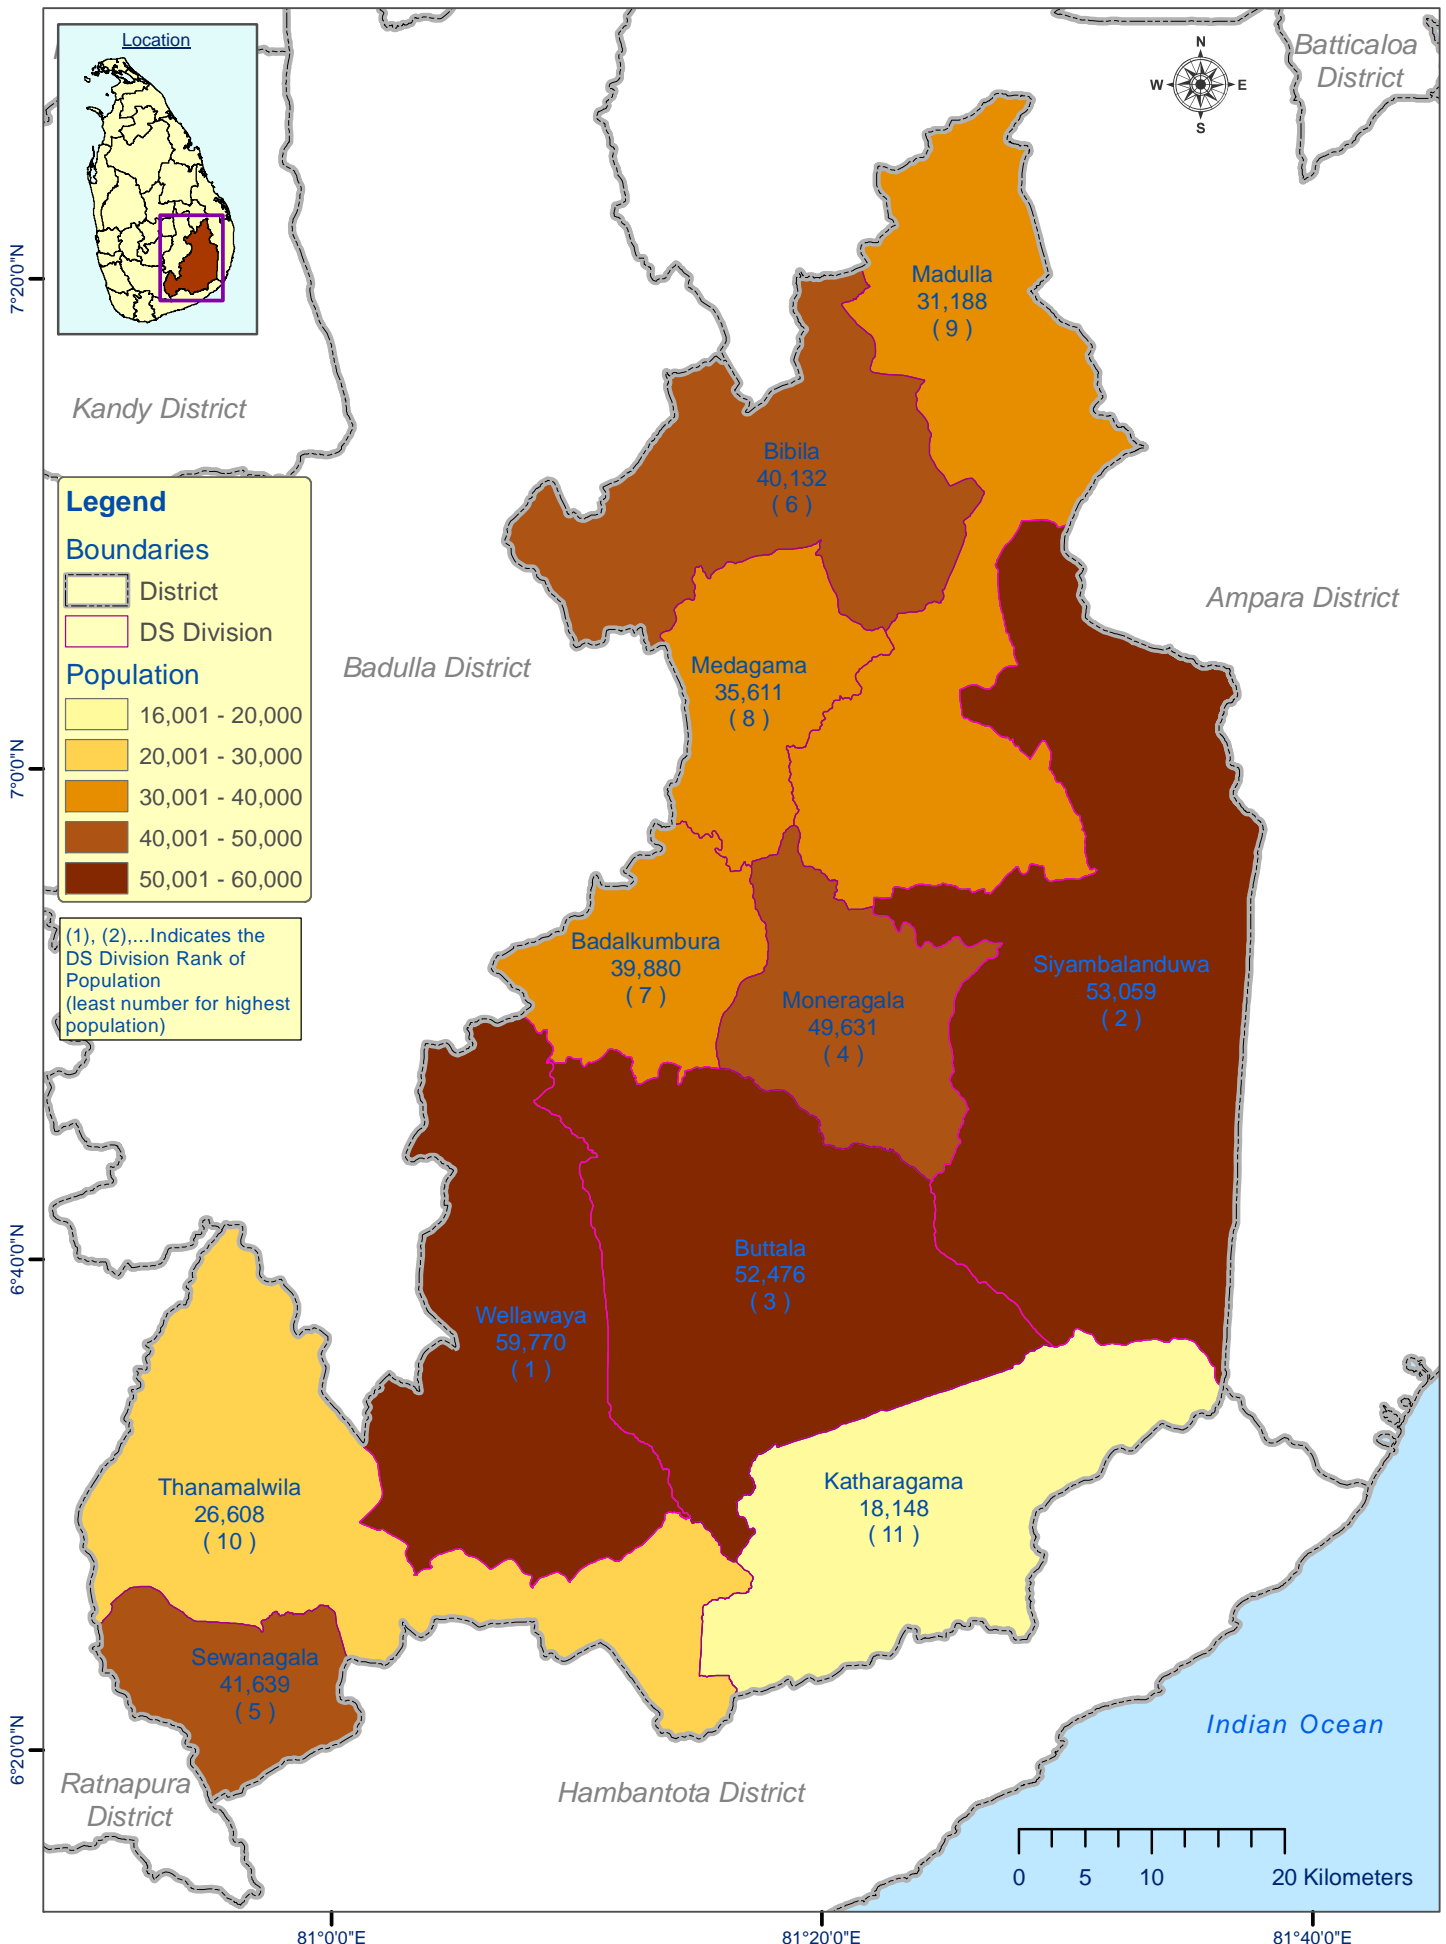 Location
N
W
E
S
Batticaloa
District
Kandy District
Madulla
31,188
( 9 )
7°20'0"N
Bibila
40,132
( 6 )
Legend
Boundaries
District
DS Division
Population
16,001 - 20,000
20,001 - 30,000
30,001 - 40,000
40,001 - 50,000
50,001 - 60,000
Ampara District
Badulla District
Medagama
35,611
( 8 )
7°0'0"N
(1), (2),...Indicates the
DS Division Rank of
Population
(least number for highest
population)
Badalkumbura
39,880
( 7 )
Siyambalanduwa
53,059
( 2 )
Moneragala
49,631
( 4 )
6°40'0"N
Buttala
52,476
( 3 )
Wellawaya
59,770
( 1 )
Thanamalwila
26,608
( 10 )
Katharagama
18,148
( 11 )
Sewanagala
41,639
( 5 )
6°20'0"N
Indian Ocean
Ratnapura
District
Hambantota District
0 5 10 20 Kilometers
81°0'0"E 81°20'0"E 81°40'0"E